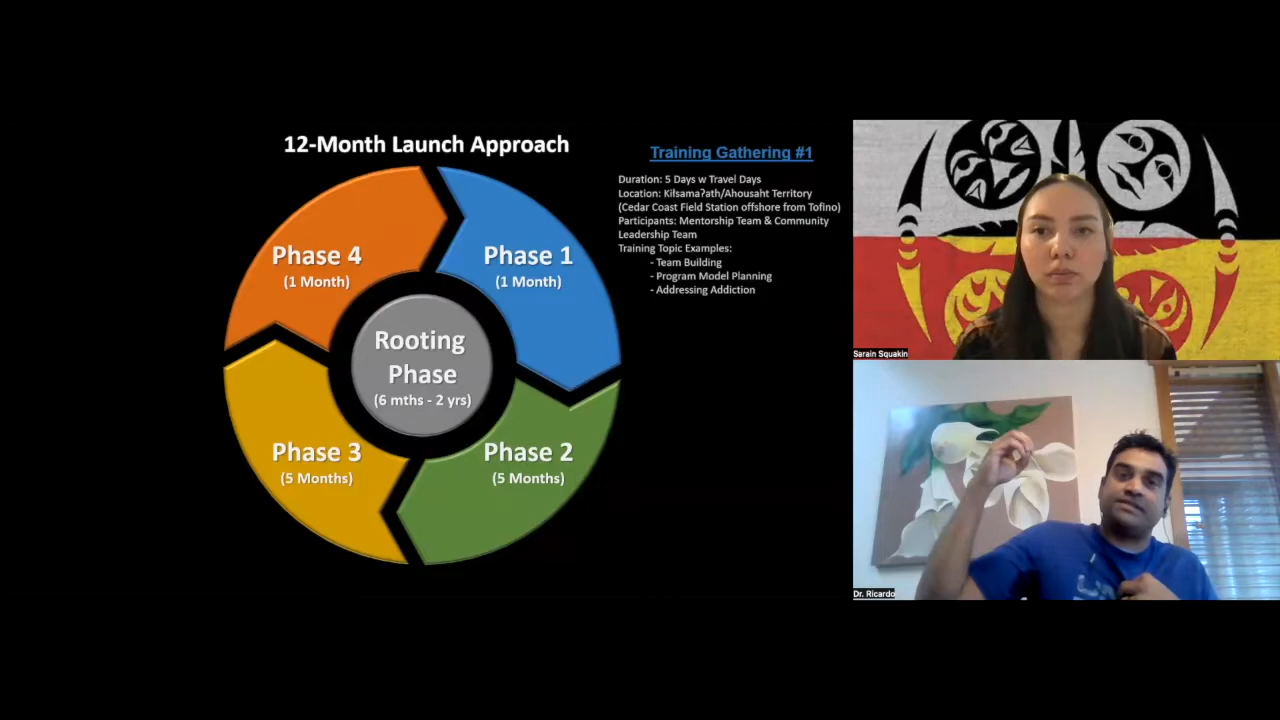 12-Month Launch Approach
Phase 4
(1 Month)
Phase 1
(1 Month)
Rooting
Phase
(6 mths - 2 yrs)
Phase 3
(5 Months)
Phase 2
(5 Months)
Training Gathering #1
Duration: 5 Days w Travel Days
Location: Kiłsamaʔatḥ/Ahousaht Territory
(Cedar Coast Field Station offshore from Tofino)
Participants: Mentorship Team & Community
Leadership Team
Training Topic Examples:
- Team Building
- Program Model Planning
- Addressing Addiction
Sarain Squakin
Dr. Ricardo